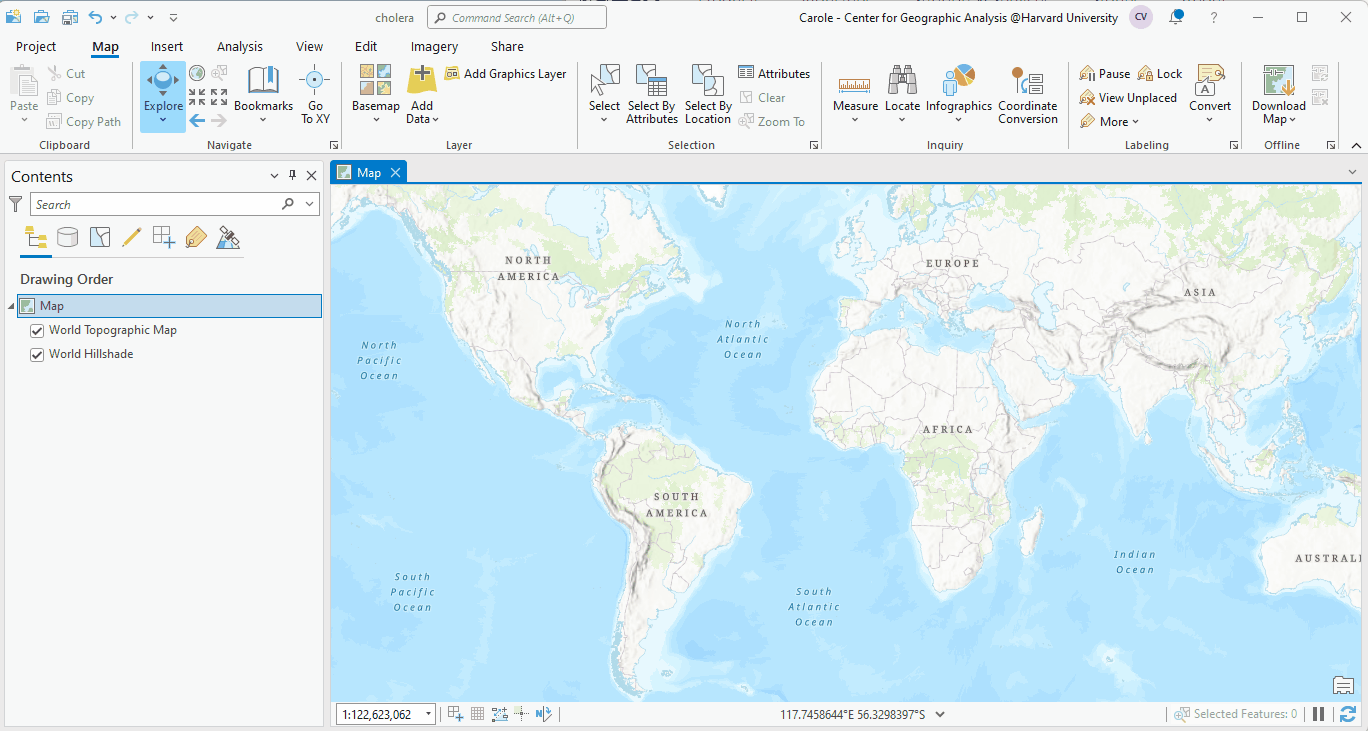 cholera
Command Search (Alt+Q)
Carole - Center for Geographic Analysis @Harvard University
CV
?
Project Map Insert Analysis View Edit Imagery Share
Paste
Cut
Copy
Copy Path
Clipboard
Explore
Bookmarks
Go
To XY
Navigate
Basemap
Add
Data
Add Graphics Layer
Layer
Select
Select By
Attributes
Select By
Location
Attributes
Clear
Zoom To
Selection
Measure
Locate
Infographics
Coordinate
Conversion
Inquiry
Pause
Lock
View Unplaced
More
Convert
Labeling
Download
Map
Offline
Contents
Search
Drawing Order
Map
World Topographic Map
World Hillshade
Map
NORTH
AMERICA
EUROPE
ASIA
North
Atlantic
Ocean
North
Pacific
Ocean
AFRICA
SOUTH
AMERICA
Indian
Ocean
AUSTRALI
South
Pacific
Ocean
South
Atlantic
Ocean
1:122,623,062
117.7458644°E 56.3298397°S
Selected Features: 0